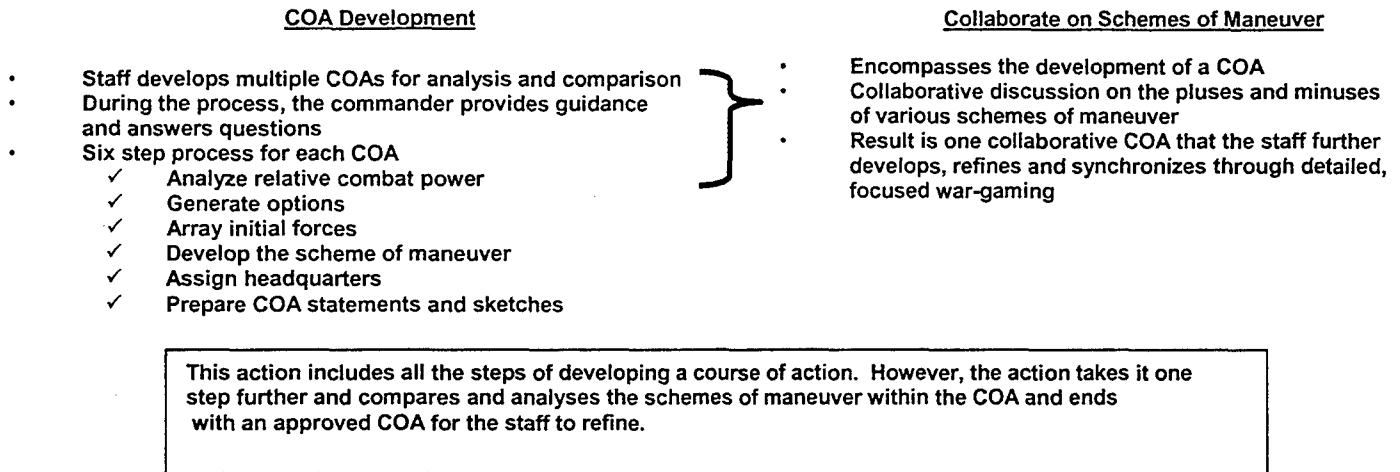 COA Development
• Staff develops multiple COAs for analysis and comparison
• During the process, the commander provides guidance
and answers questions
• Six step process for each COA
✓ Analyze relative combat power
✓ Generate options
✓ Array initial forces
✓ Develop the scheme of maneuver
✓ Assign headquarters
✓ Prepare COA statements and sketches
Collaborate on Schemes of Maneuver
• Encompasses the development of a COA
• Collaborative discussion on the pluses and minuses
of various schemes of maneuver
• Result is one collaborative COA that the staff further
develops, refines and synchronizes through detailed,
focused war-gaming
This action includes all the steps of developing a course of action. However, the action takes it one
step further and compares and analyses the schemes of maneuver within the COA and ends
with an approved COA for the staff to refine.